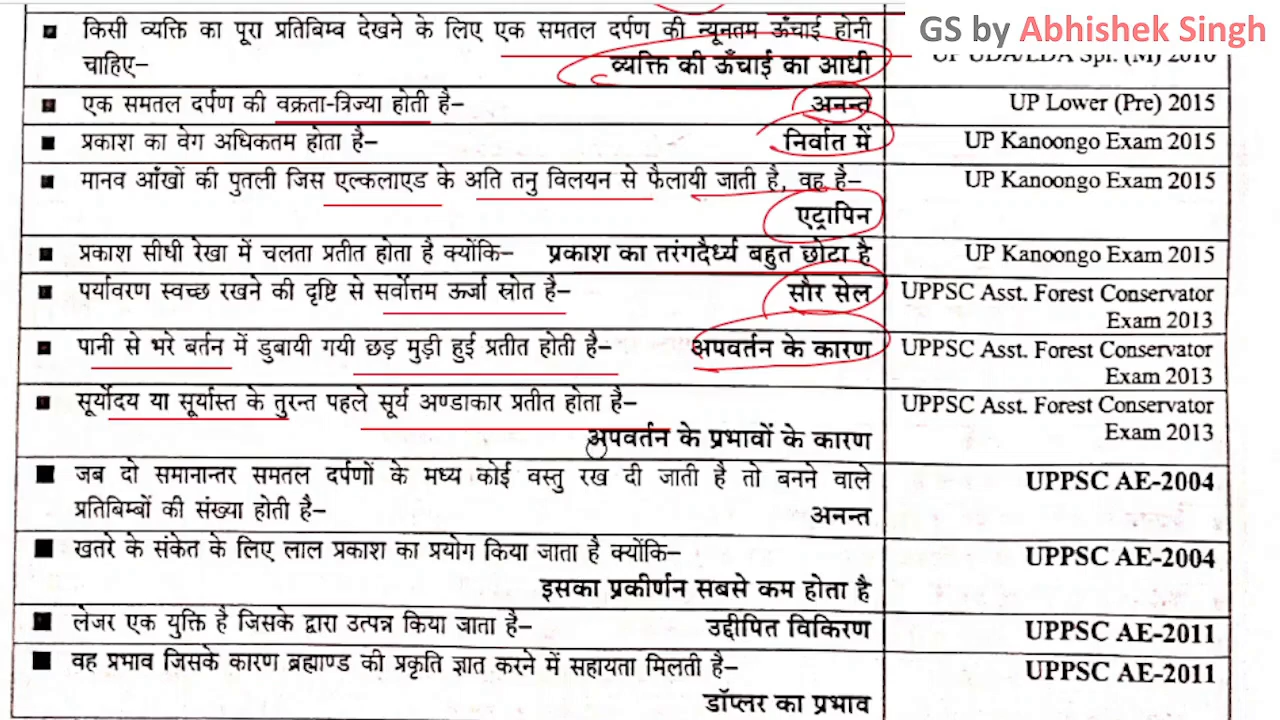 GS by Abhishek Singh
■ किसी व्यक्ति का पूरा प्रतिबिम्ब देखने के लिए एक समतल दर्पण की न्यूनतम ऊँचाई होनी
चाहिए– व्यक्ति की ऊँचाई का आधी UP UDA/LDA Spl. (M) 2010
■ एक समतल दर्पण की वक्रता-त्रिज्या होती है– अनन्त UP Lower (Pre) 2015
■ प्रकाश का वेग अधिकतम होता है– निर्वात में UP Kanoongo Exam 2015
■ मानव आँखों की पुतली जिस एल्कलाएड के अति तनु विलयन से फैलायी जाती है, वह है– UP Kanoongo Exam 2015
एट्रापिन
■ प्रकाश सीधी रेखा में चलता प्रतीत होता है क्योंकि– प्रकाश का तरंगदैर्ध्य बहुत छोटा है UP Kanoongo Exam 2015
■ पर्यावरण स्वच्छ रखने की दृष्टि से सर्वोत्तम ऊर्जा स्रोत है– सौर सेल UPPSC Asst. Forest Conservator
Exam 2013
■ पानी से भरे बर्तन में डुबायी गयी छड़ मुड़ी हुई प्रतीत होती है– अपवर्तन के कारण UPPSC Asst. Forest Conservator
Exam 2013
■ सूर्योदय या सूर्यास्त के तुरन्त पहले सूर्य अण्डाकार प्रतीत होता है– UPPSC Asst. Forest Conservator
अपवर्तन के प्रभावों के कारण Exam 2013
■ जब दो समानान्तर समतल दर्पणों के मध्य कोई वस्तु रख दी जाती है तो बनने वाले UPPSC AE-2004
प्रतिबिम्बों की संख्या होती है– अनन्त
■ खतरे के संकेत के लिए लाल प्रकाश का प्रयोग किया जाता है क्योंकि– UPPSC AE-2004
इसका प्रकीर्णन सबसे कम होता है
■ लेजर एक युक्ति है जिसके द्वारा उत्पन्न किया जाता है– उद्दीपित विकिरण UPPSC AE-2011
■ वह प्रभाव जिसके कारण ब्रह्माण्ड की प्रकृति ज्ञात करने में सहायता मिलती है– UPPSC AE-2011
डॉप्लर का प्रभाव